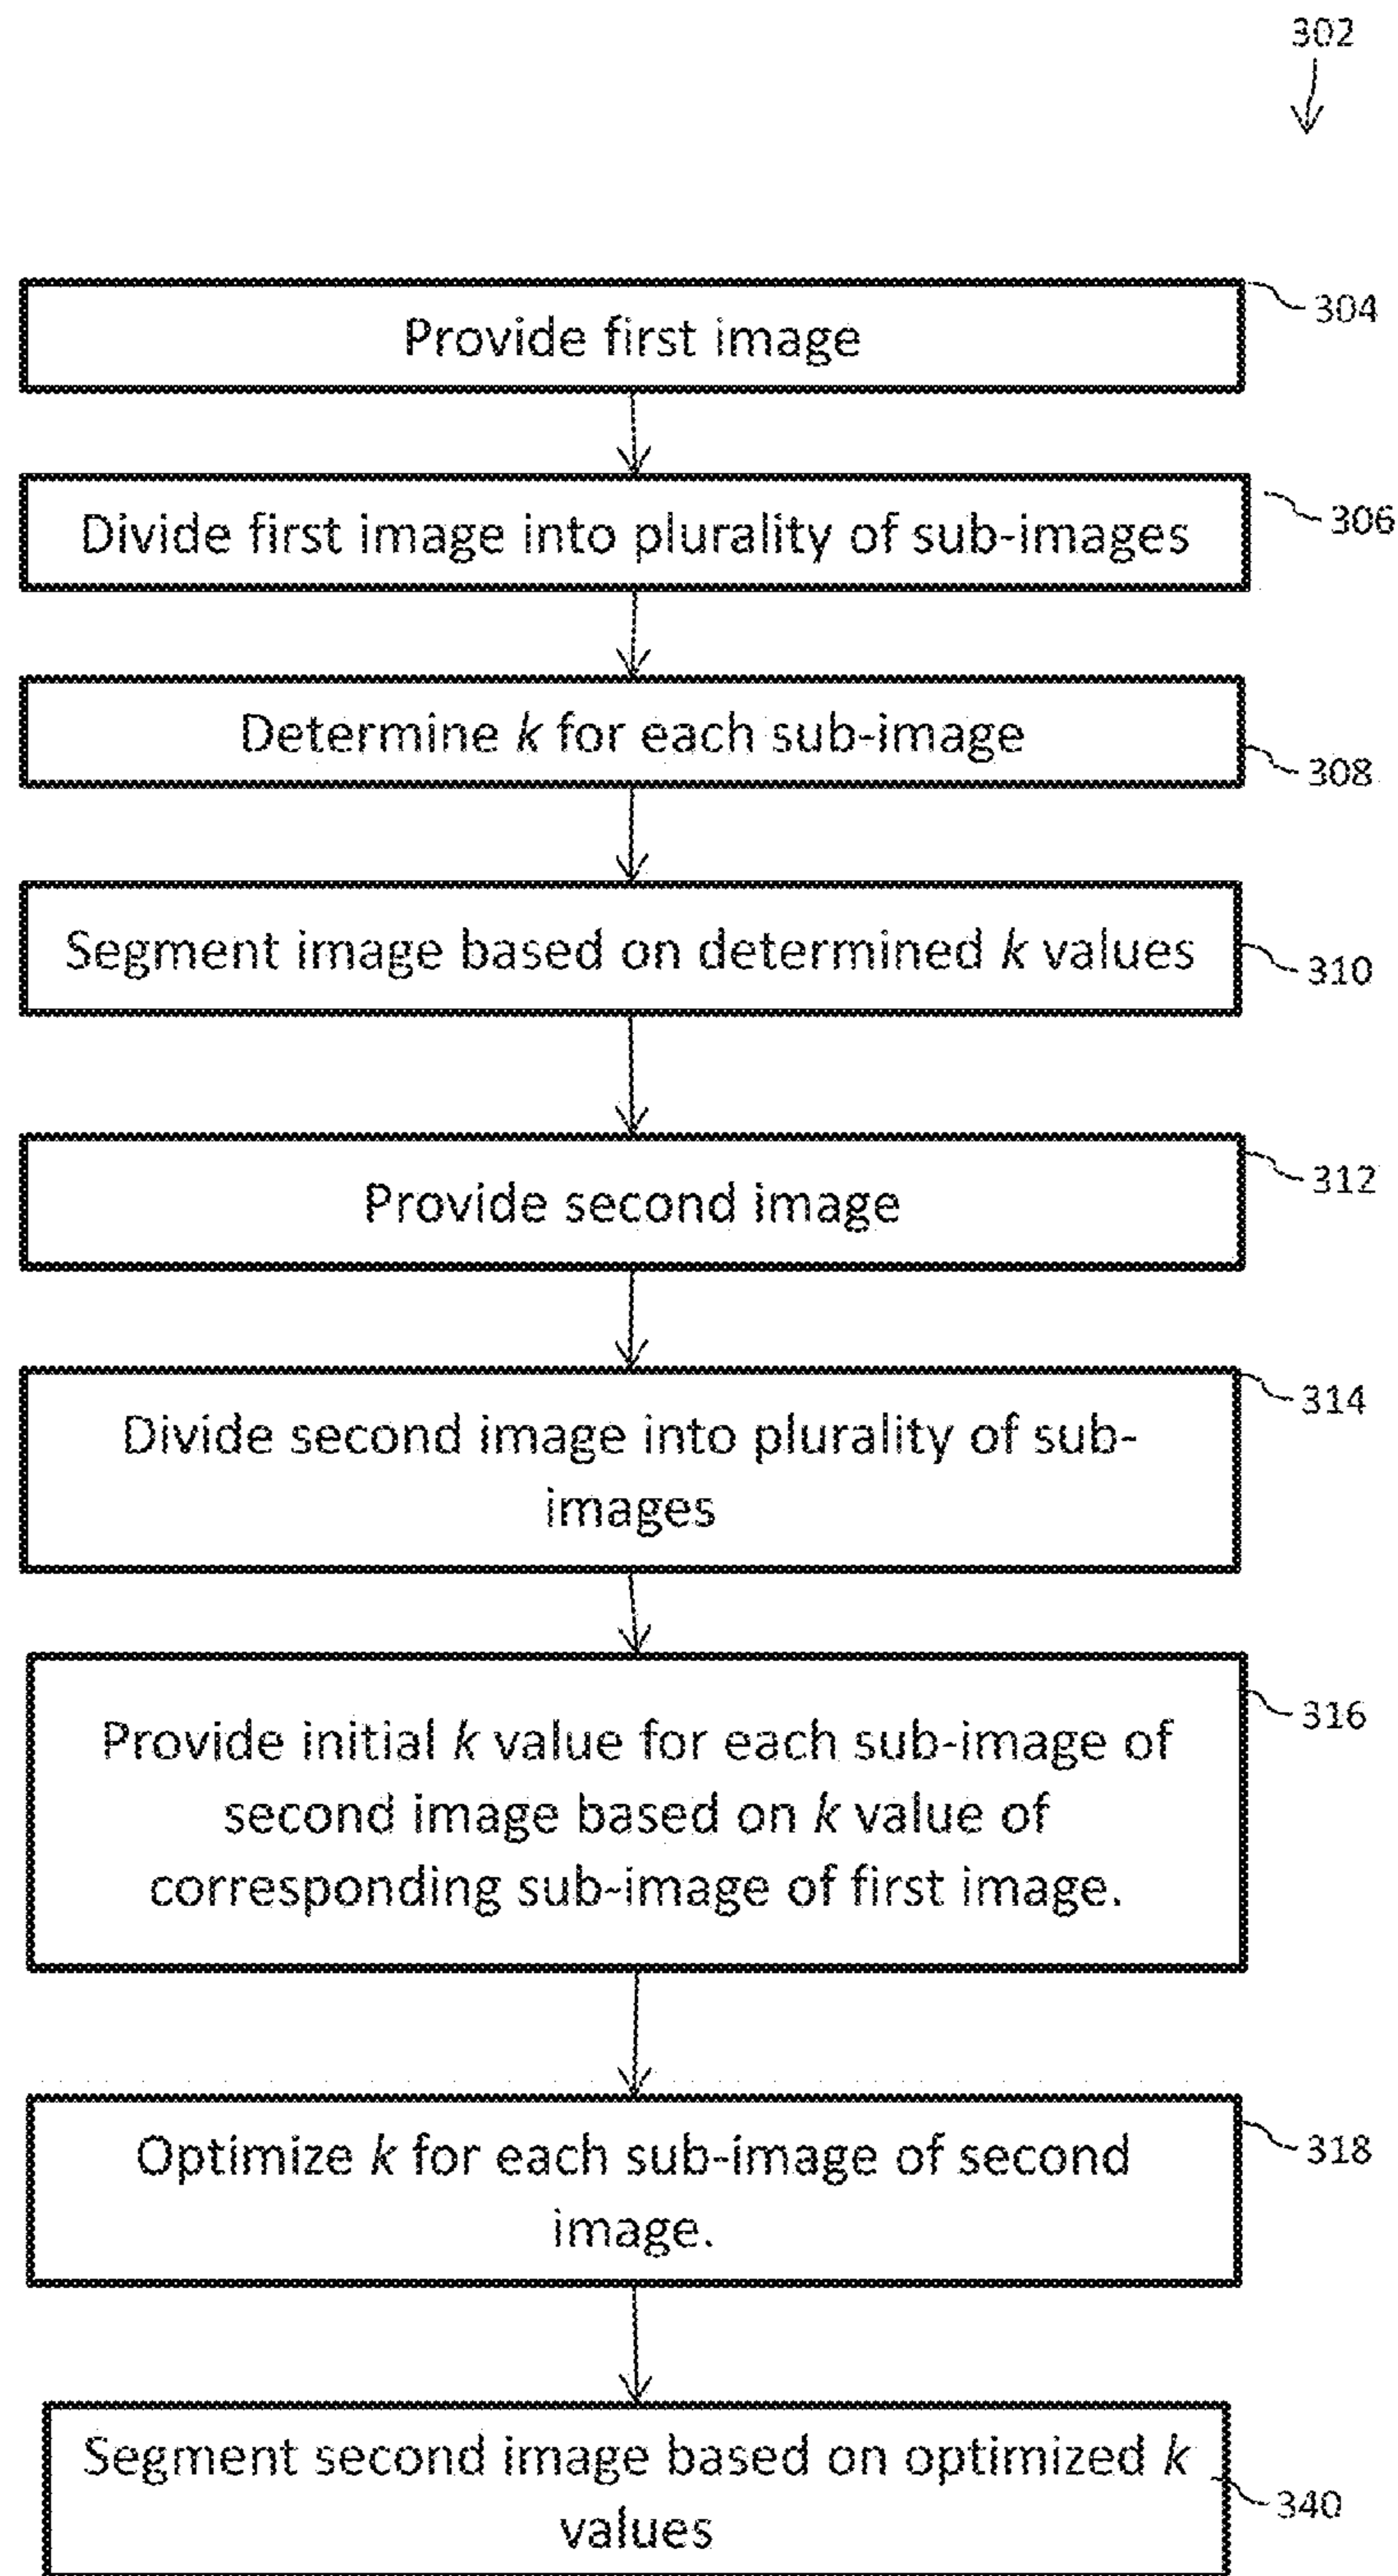 302
Provide first image
304
Divide first image into plurality of sub-images
306
Determine k for each sub-image
308
Segment image based on determined k values
310
Provide second image
312
Divide second image into plurality of sub-
images
314
Provide initial k value for each sub-image of
second image based on k value of
corresponding sub-image of first image.
316
Optimize k for each sub-image of second
image.
318
Segment second image based on optimized k
values
340